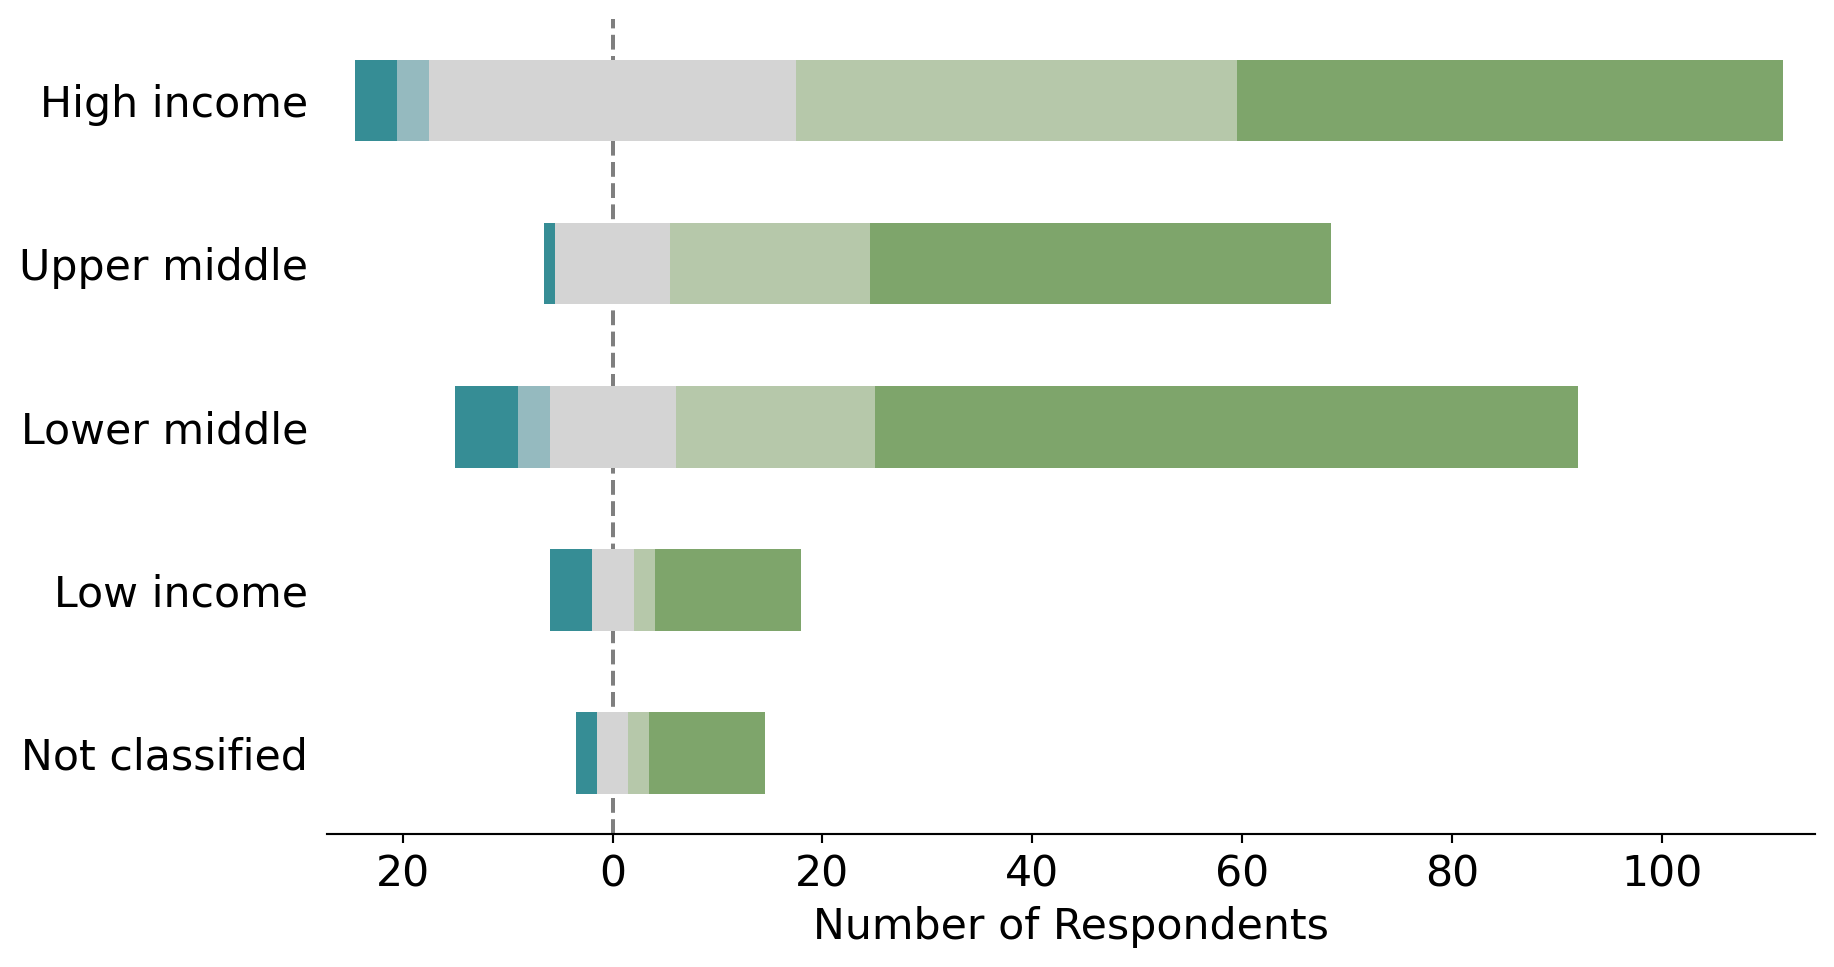 High income
Upper middle
Lower middle
Low income
Not classified
20 0 20 40 60 80 100
Number of Respondents